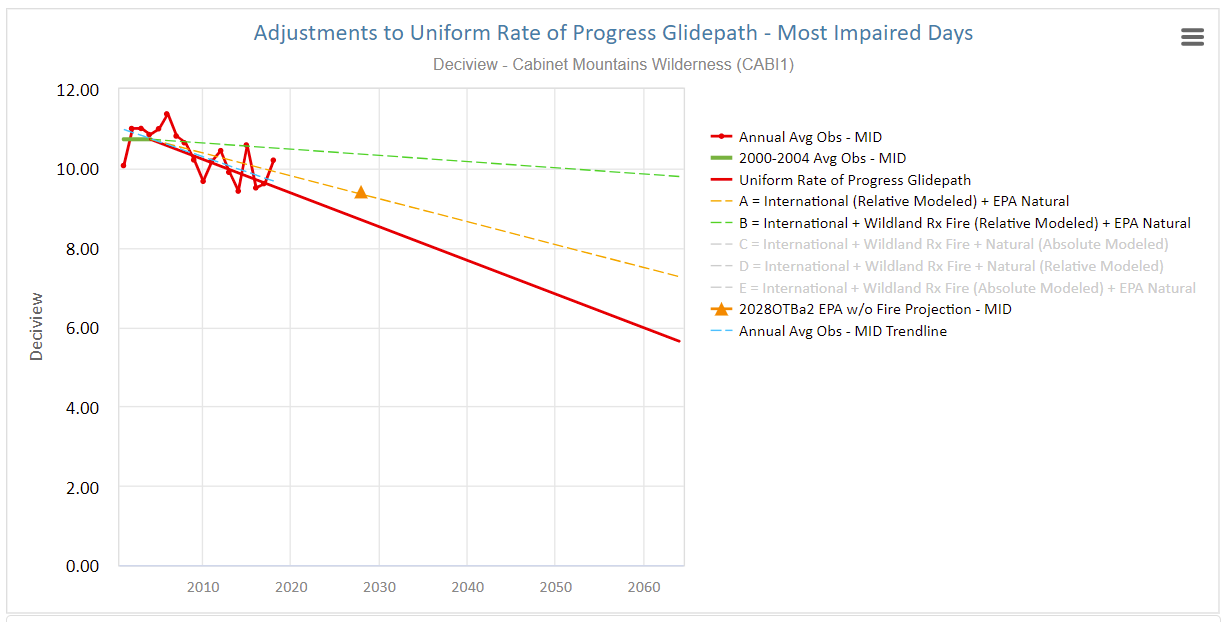 Adjustments to Uniform Rate of Progress Glidepath - Most Impaired Days
Deciview - Cabinet Mountains Wilderness (CABI1)
12.00
10.00
8.00
6.00
4.00
2.00
0.00
Deciview
2010
2020
2030
2040
2050
2060
Annual Avg Obs - MID
2000-2004 Avg Obs - MID
Uniform Rate of Progress Glidepath
A = International (Relative Modeled) + EPA Natural
B = International + Wildland Rx Fire (Relative Modeled) + EPA Natural
C = International + Wildland Rx Fire + Natural (Absolute Modeled)
D = International + Wildland Rx Fire + Natural (Relative Modeled)
E = International + Wildland Rx Fire (Absolute Modeled) + EPA Natural
2028OTBa2 EPA w/o Fire Projection - MID
Annual Avg Obs - MID Trendline